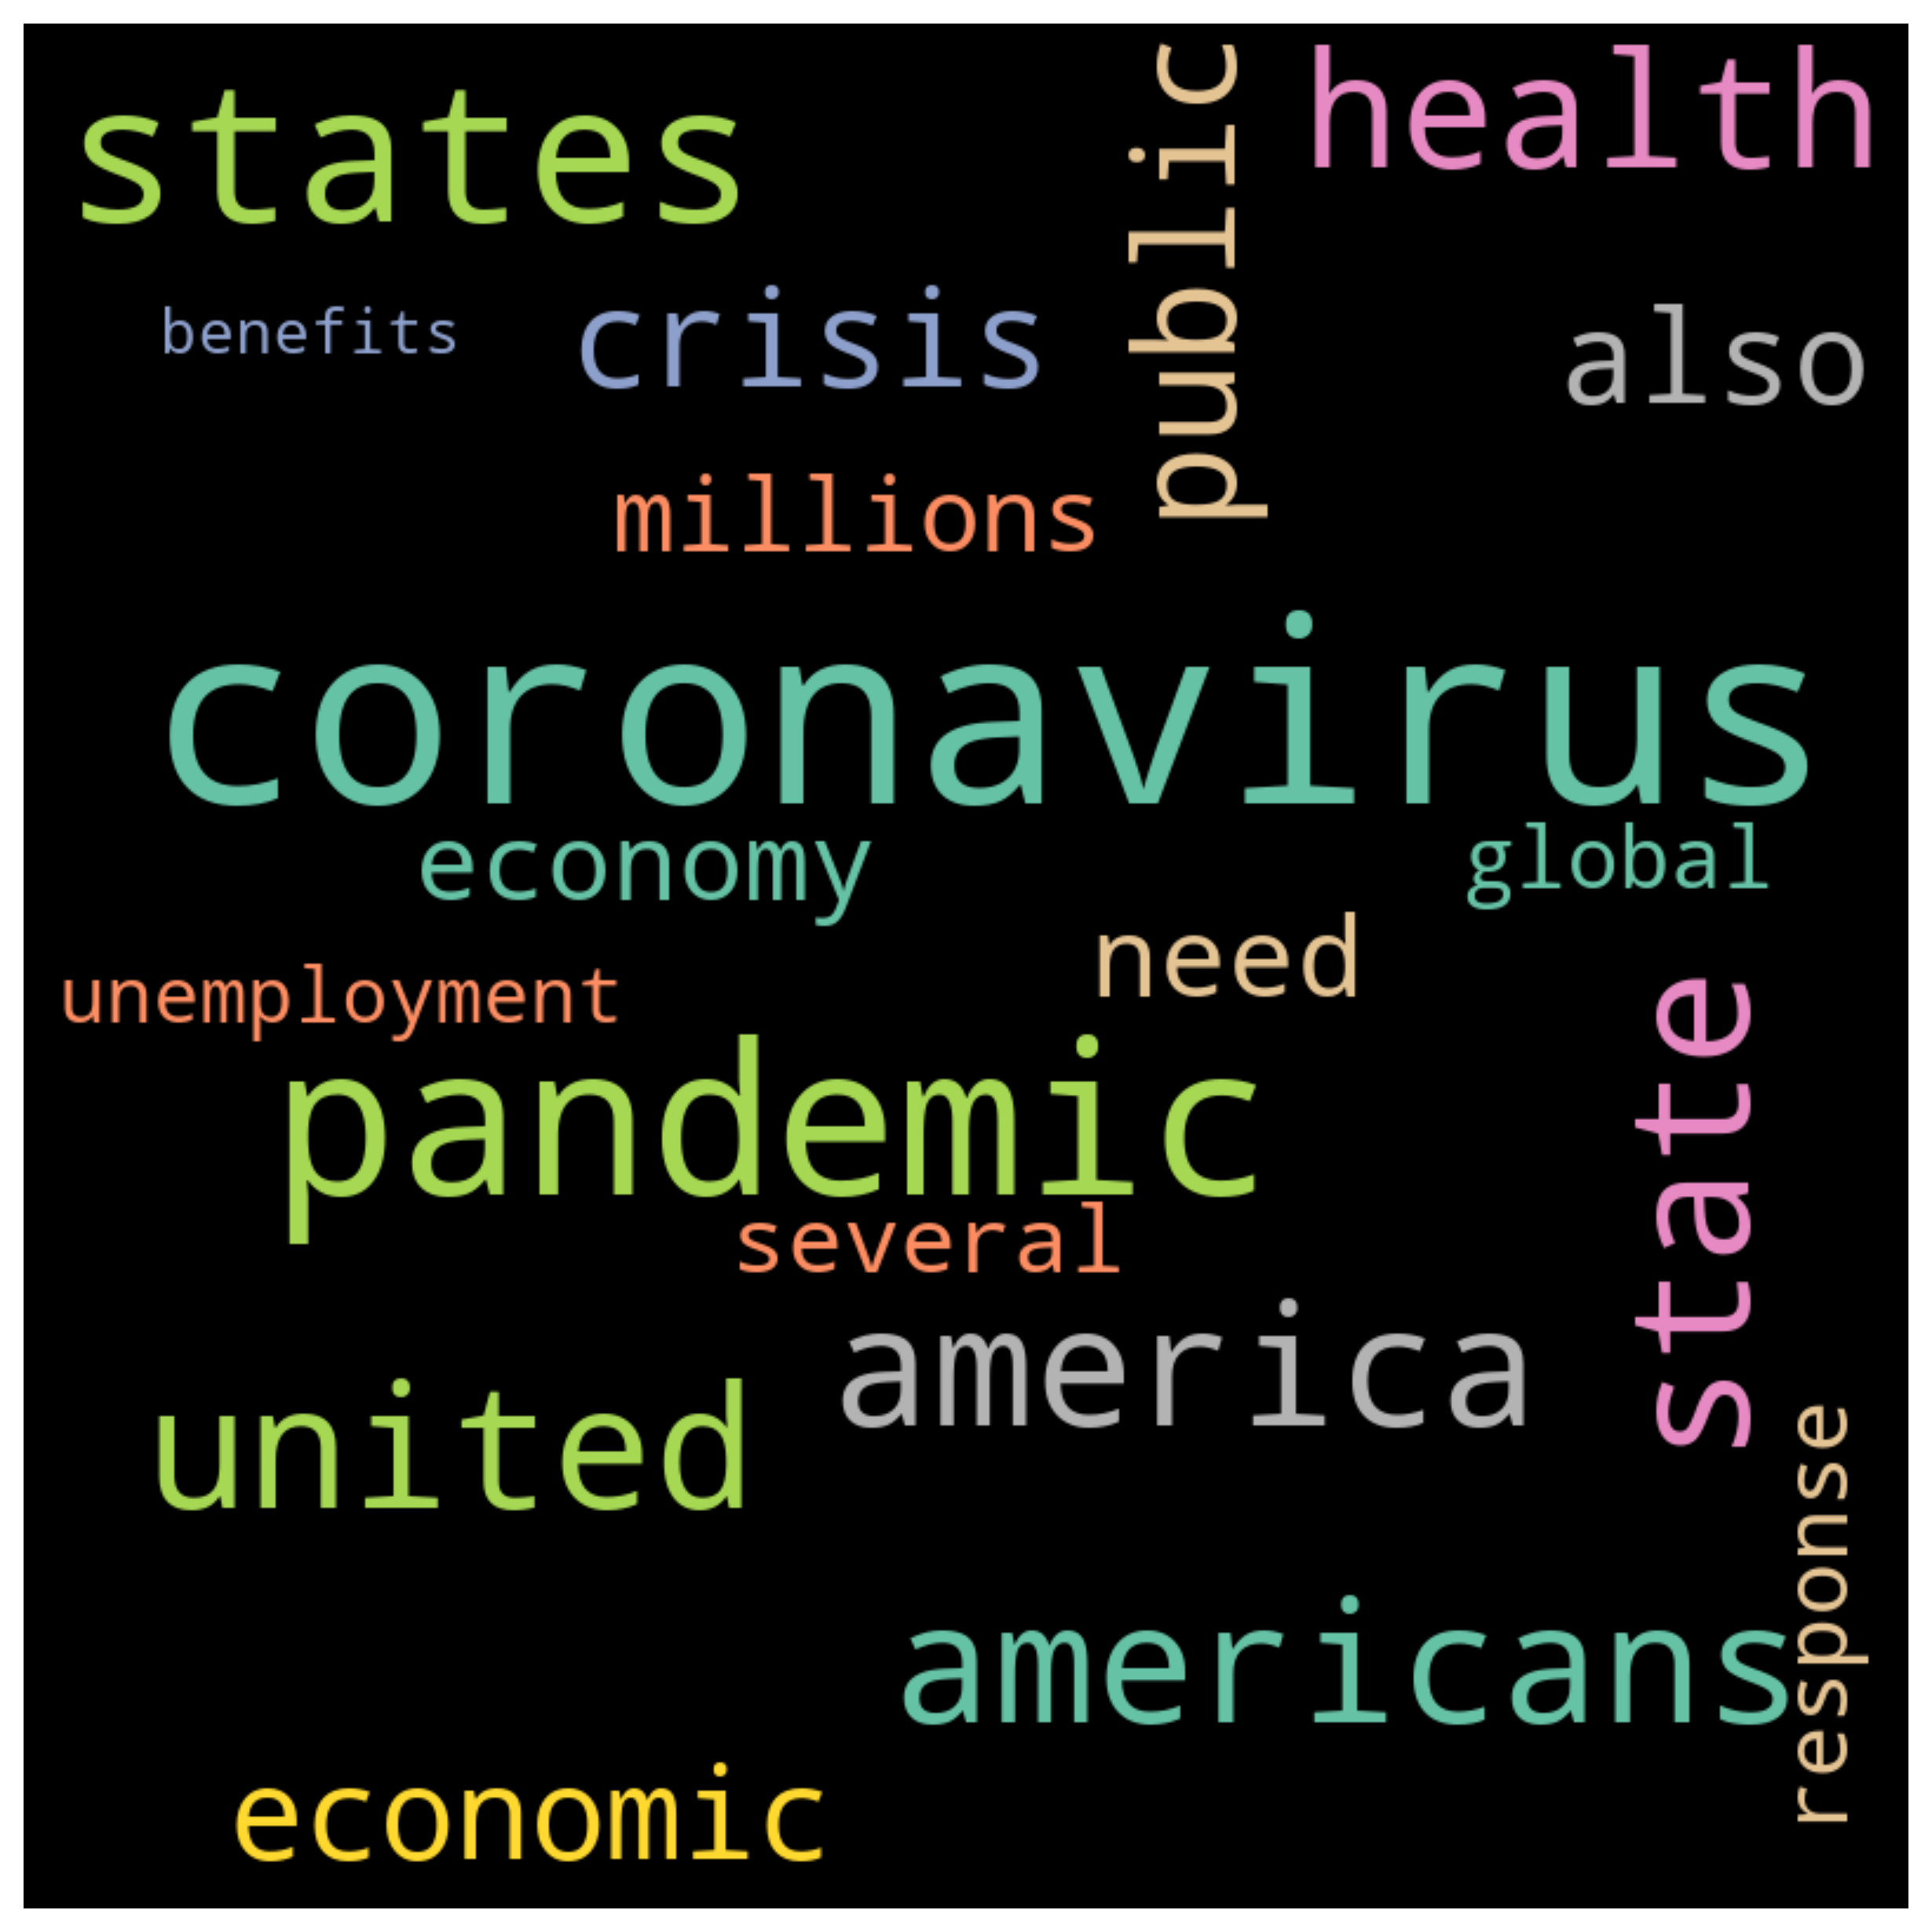 states
public
health
benefits
crisis
also
millions
coronavirus
economy
global
need
unemployment
pandemic
state
several
america
united
response
americans
economic